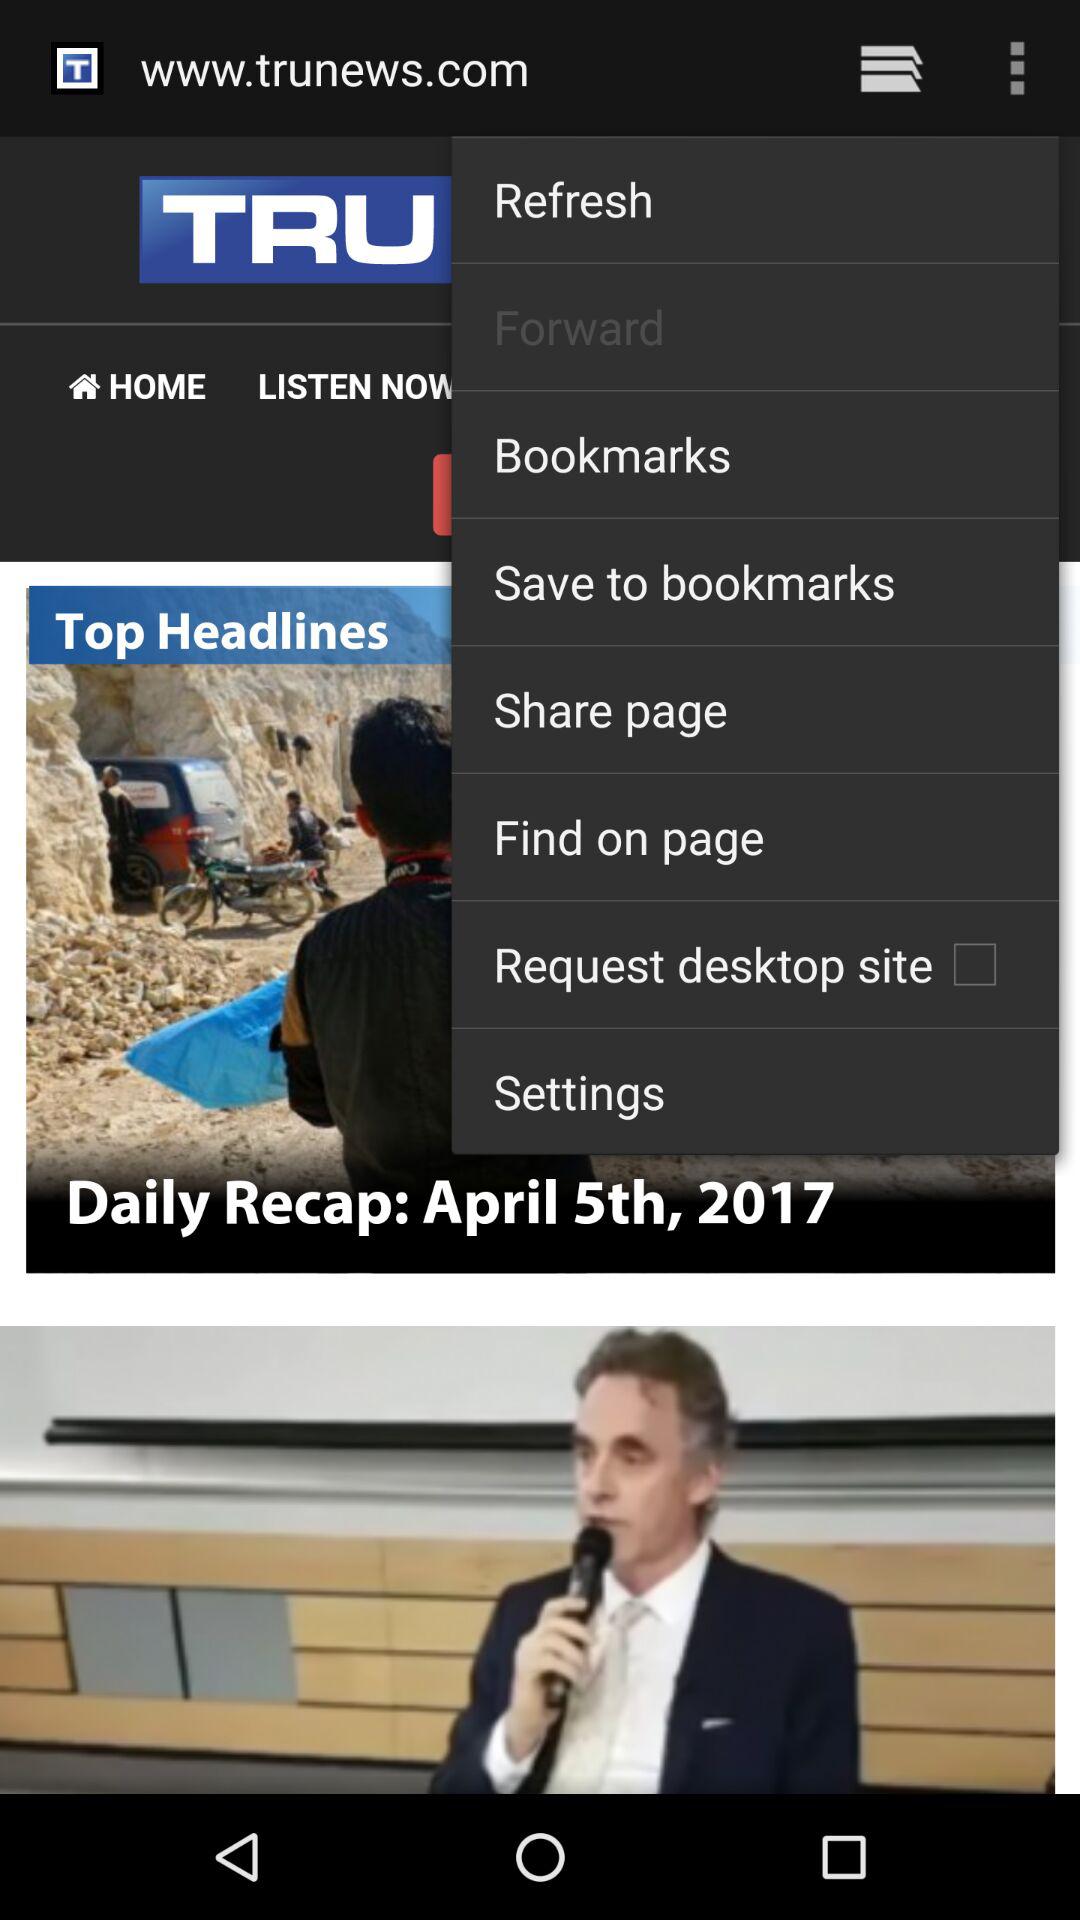 T www.trunews.com
TRU
HOME LISTEN NOW
Refresh
Forward
Bookmarks
Save to bookmarks
Share page
Find on page
Request desktop site
Settings
Top Headlines
Daily Recap: April 5th, 2017